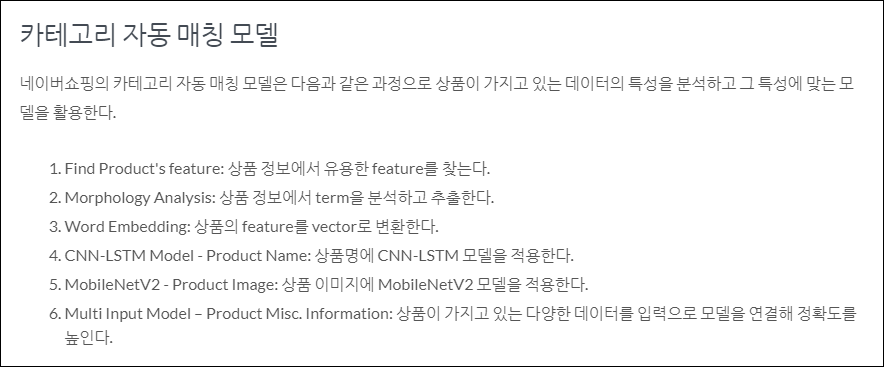 카테고리 자동 매칭 모델
네이버쇼핑의 카테고리 자동 매칭 모델은 다음과 같은 과정으로 상품이 가지고 있는 데이터의 특성을 분석하고 그 특성에 맞는 모
델을 활용한다.
1. Find Product's feature: 상품 정보에서 유용한 feature를 찾는다.
2. Morphology Analysis: 상품 정보에서 term을 분석하고 추출한다.
3. Word Embedding: 상품의 feature를 vector로 변환한다.
4. CNN-LSTM Model - Product Name: 상품명에 CNN-LSTM 모델을 적용한다.
5. MobileNetV2 - Product Image: 상품 이미지에 MobileNetV2 모델을 적용한다.
6. Multi Input Model – Product Misc. Information: 상품이 가지고 있는 다양한 데이터를 입력으로 모델을 연결해 정확도를
높인다.